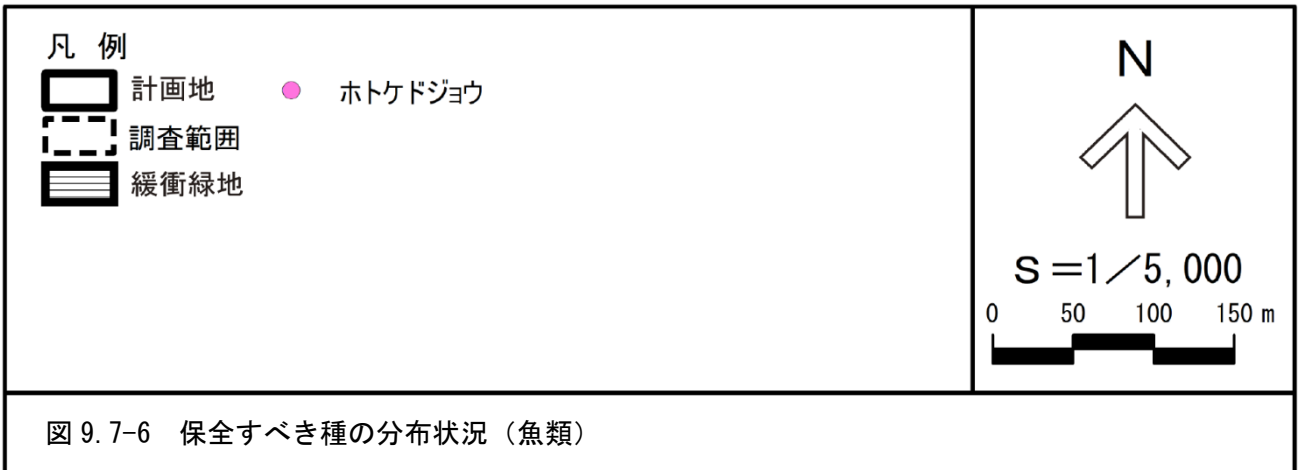 凡 例
計画地
ホトケドジョウ
調査範囲
緩衝緑地
N
S=1/5,000
0 50 100 150 m
図 9.7-6 保全すべき種の分布状況(魚類)